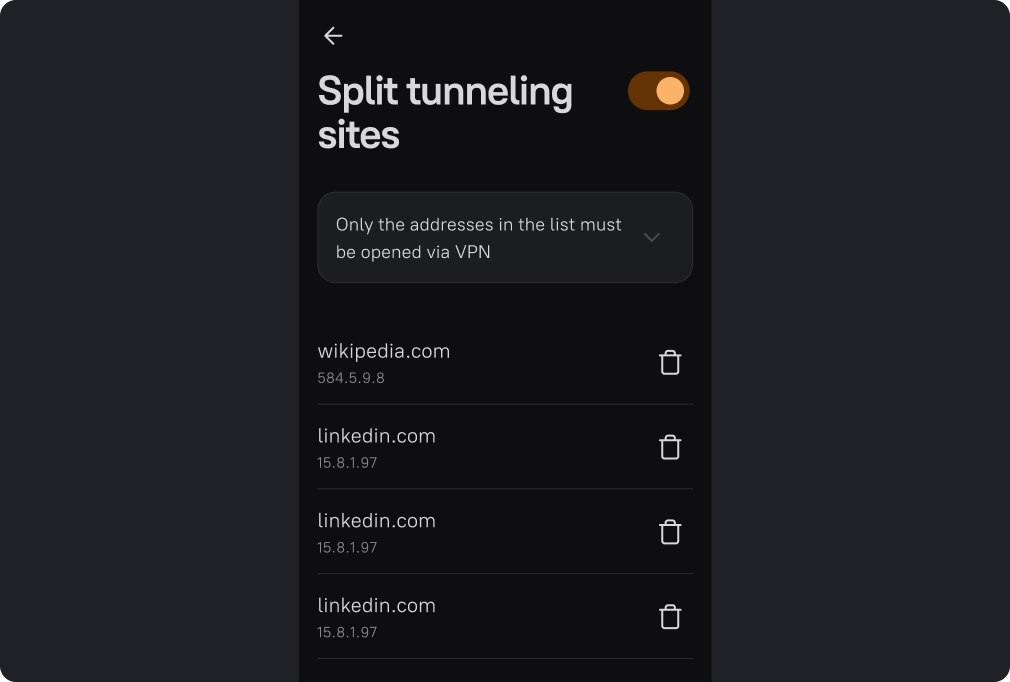 Split tunneling
sites
Only the addresses in the list must
be opened via VPN
wikipedia.com
584.5.9.8
linkedin.com
15.8.1.97
linkedin.com
15.8.1.97
linkedin.com
15.8.1.97